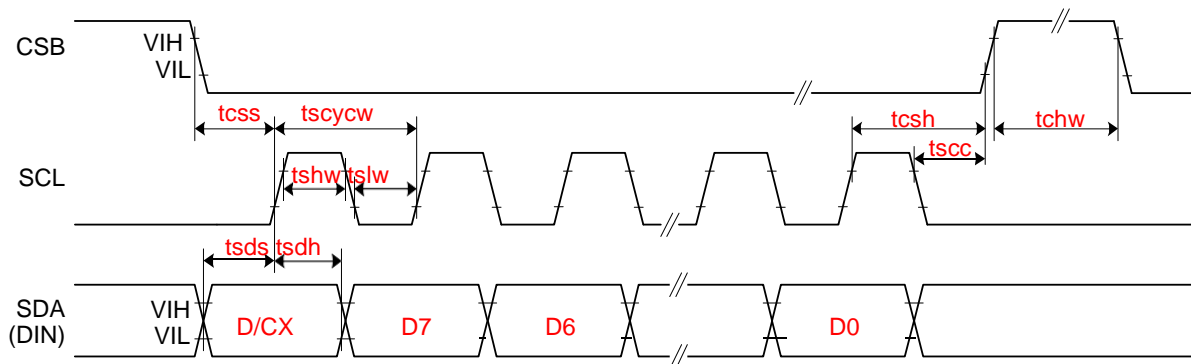 CSB
VIH
VIL
tcss
tscycw
tcsh
tchw
tscc
SCL
tshw
tslw
tsds
tsdh
SDA
(DIN)
VIH
VIL
D/CX
D7
D6
D0